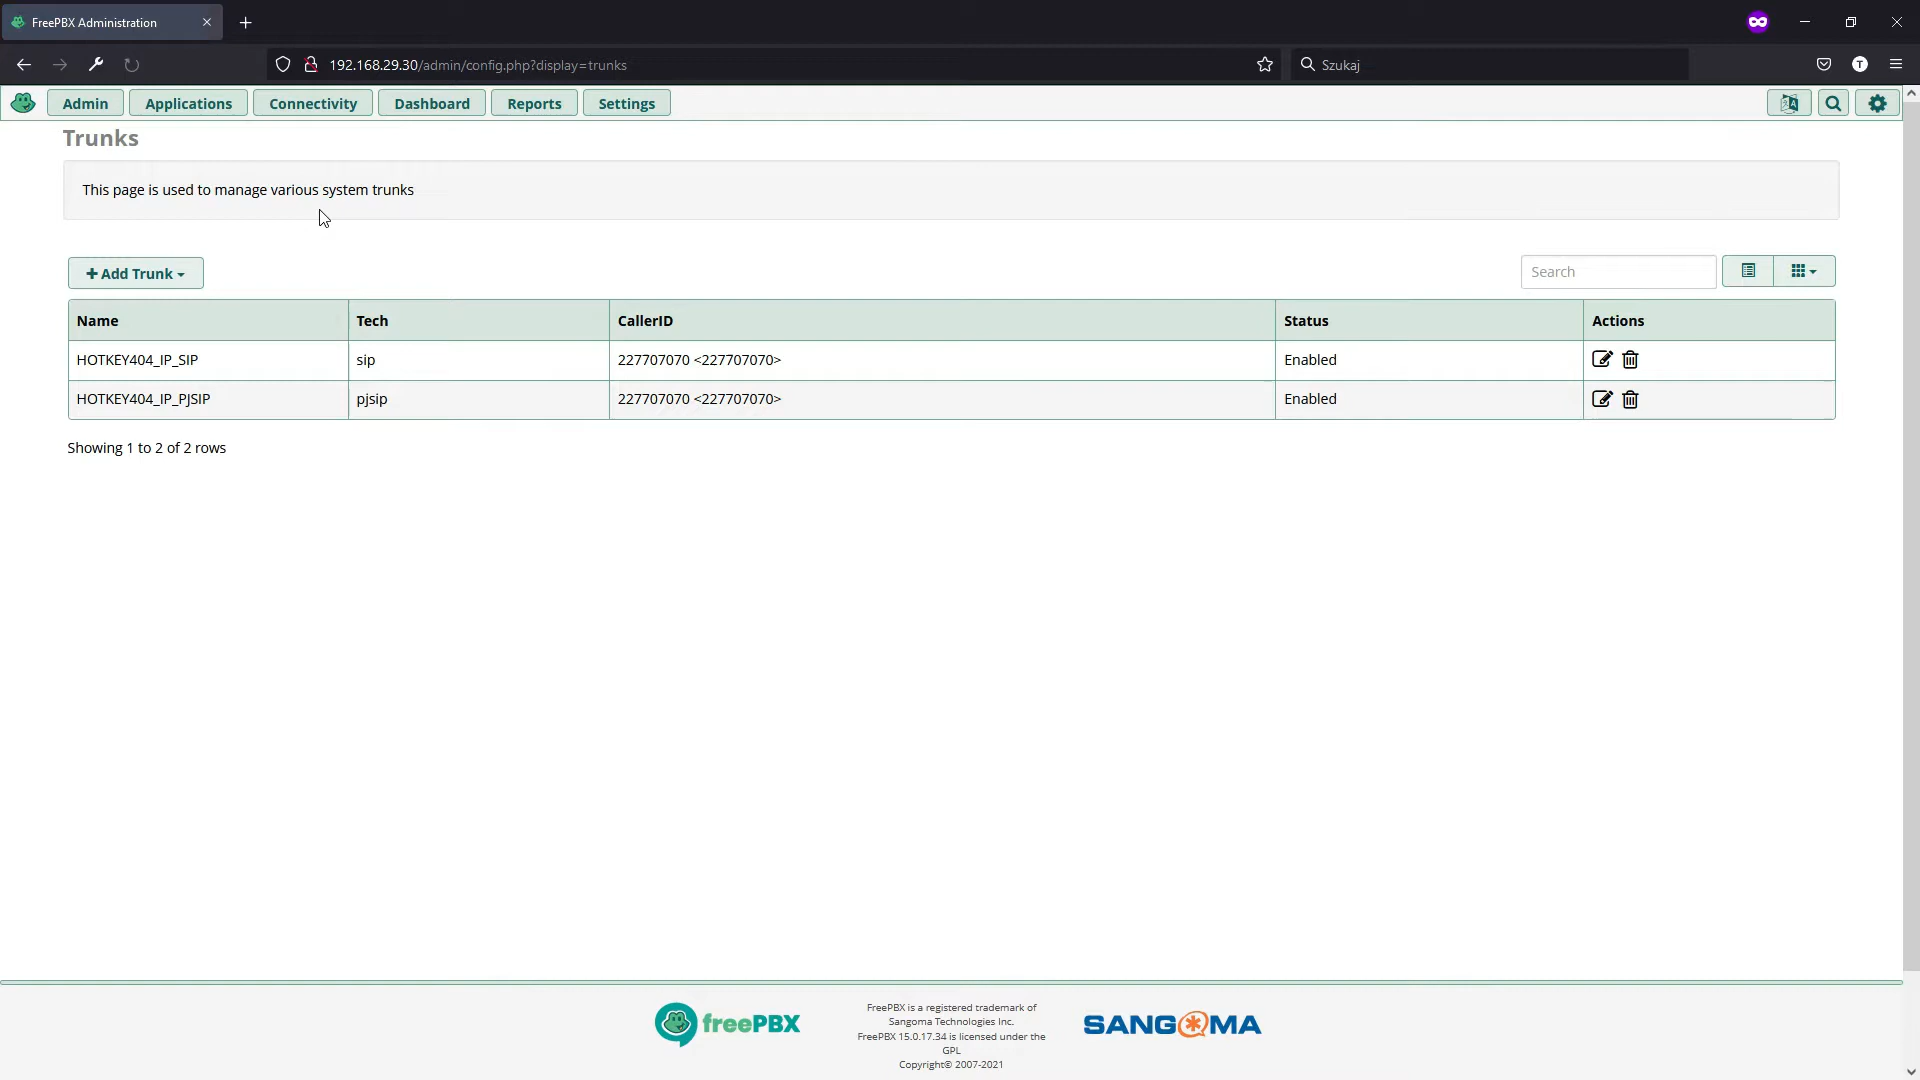 FreePBX Administration
192.168.29.30/admin/config.php?display=trunks
Szukaj
T
Admin Applications Connectivity Dashboard Reports Settings
Trunks
This page is used to manage various system trunks
Add Trunk
Search
Name Tech CallerID Status Actions
HOTKEY404_IP_SIP sip 227707070 <227707070> Enabled
HOTKEY404_IP_PJSIP pjsip 227707070 <227707070> Enabled
Showing 1 to 2 of 2 rows
freePBX
FreePBX is a registered trademark of
Sangoma Technologies Inc.
FreePBX 15.0.17.34 is licensed under the
GPL
Copyright© 2007-2021
SANGOMA